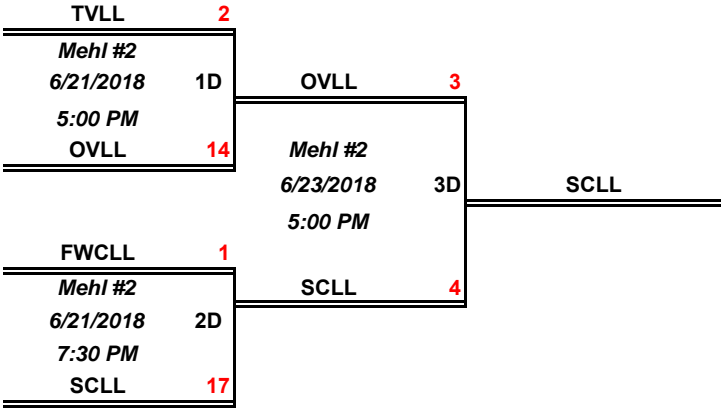 TVLL 2
Mehl #2
6/21/2018 1D
5:00 PM
OVLL 14
OVLL 3
Mehl #2
6/23/2018 3D
5:00 PM
SCLL 4
SCLL
FWCLL 1
Mehl #2
6/21/2018 2D
7:30 PM
SCLL 17